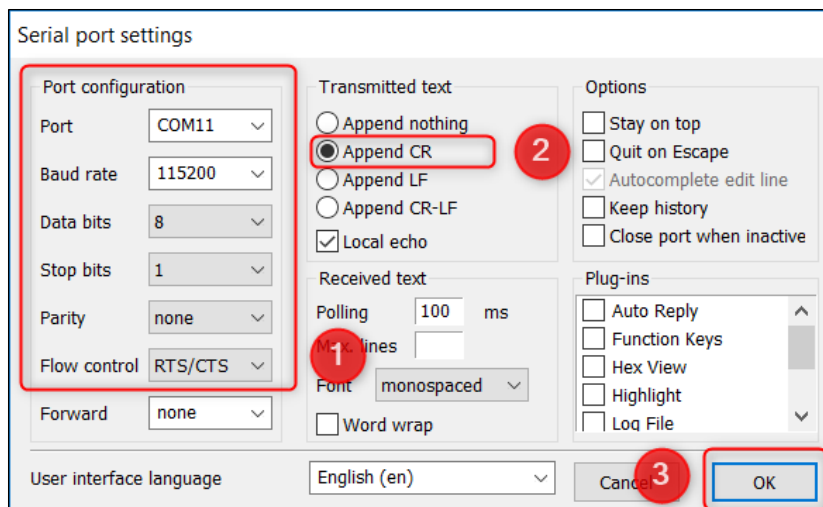 Serial port settings
Port configuration
Port
COM11
Baud rate
115200
Data bits
8
Stop bits
1
Parity
none
Flow control
RTS/CTS
Forward
none
Transmitted text
Append nothing
Append CR
Append LF
Append CR-LF
Local echo
2
Received text
Polling
100
ms
lines
1
Font
monospaced
Word wrap
Options
Stay on top
Quit on Escape
Autocomplete edit line
Keep history
Close port when inactive
Plug-ins
Auto Reply
Function Keys
Hex View
Highlight
Log File
User interface language
English (en)
Cancel
3
OK